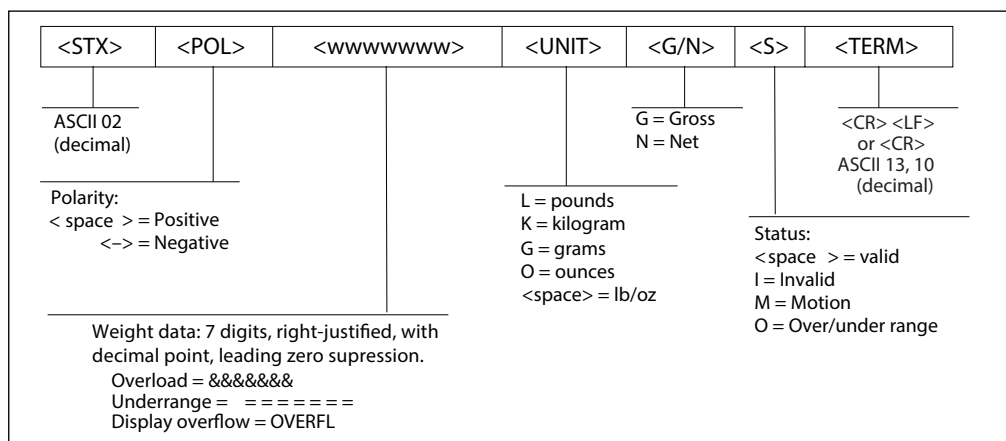 <STX> <POL> <wwwwwww> <UNIT> <G/N> <S> <TERM>
ASCII 02
(decimal)
Polarity:
< space > = Positive
<–> = Negative
Weight data: 7 digits, right-justified, with
decimal point, leading zero supression.
Overload = &&&&&&&
Underrange = = = = = = = =
Display overflow = OVERFL
L = pounds
K = kilogram
G = grams
O = ounces
<space> = lb/oz
G = Gross
N = Net
Status:
<space > = valid
I = Invalid
M = Motion
O = Over/under range
<CR> <LF>
or <CR>
ASCII 13, 10
(decimal)